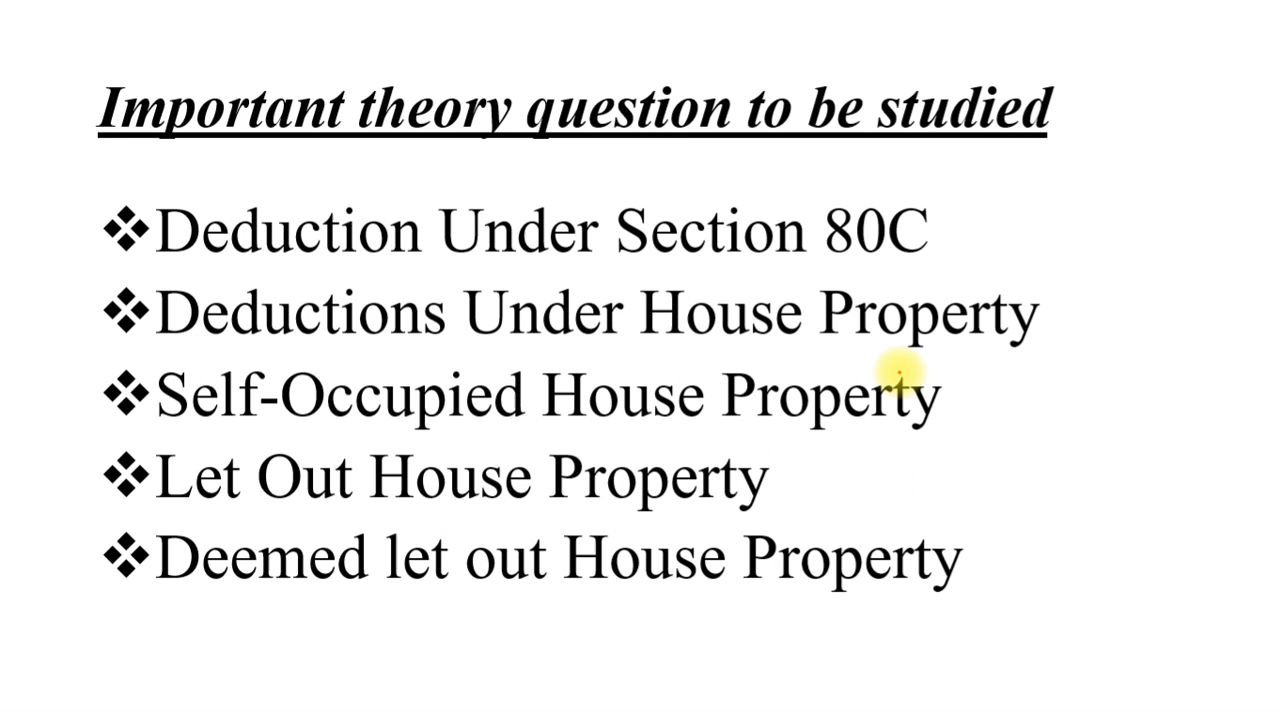 Important theory question to be studied
❖Deduction Under Section 80C
❖Deductions Under House Property
❖Self-Occupied House Property
❖Let Out House Property
❖Deemed let out House Property